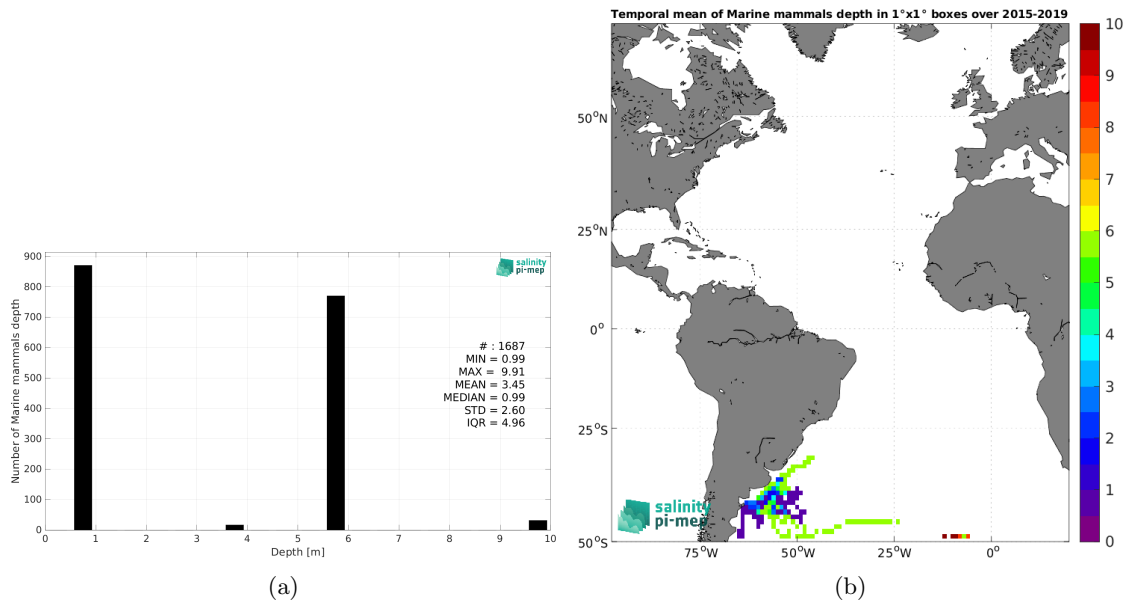 Temporal mean of Marine mammals depth in 1°x1° boxes over 2015-2019
900
800
700
600
500
400
300
200
100
0
Number of Marine mammals depth
salinity
pi-mep
# : 1687
MIN = 0.99
MAX = 9.91
MEAN = 3.45
MEDIAN = 0.99
STD = 2.60
IQR = 4.96
0 1 2 3 4 5 6 7 8 9 10
Depth [m]
(a)
50°N
25°N
0°
25°S
50°S
75°W 50°W 25°W 0°
salinity
pi-mep
10
9
8
7
6
5
4
3
2
1
0
(b)